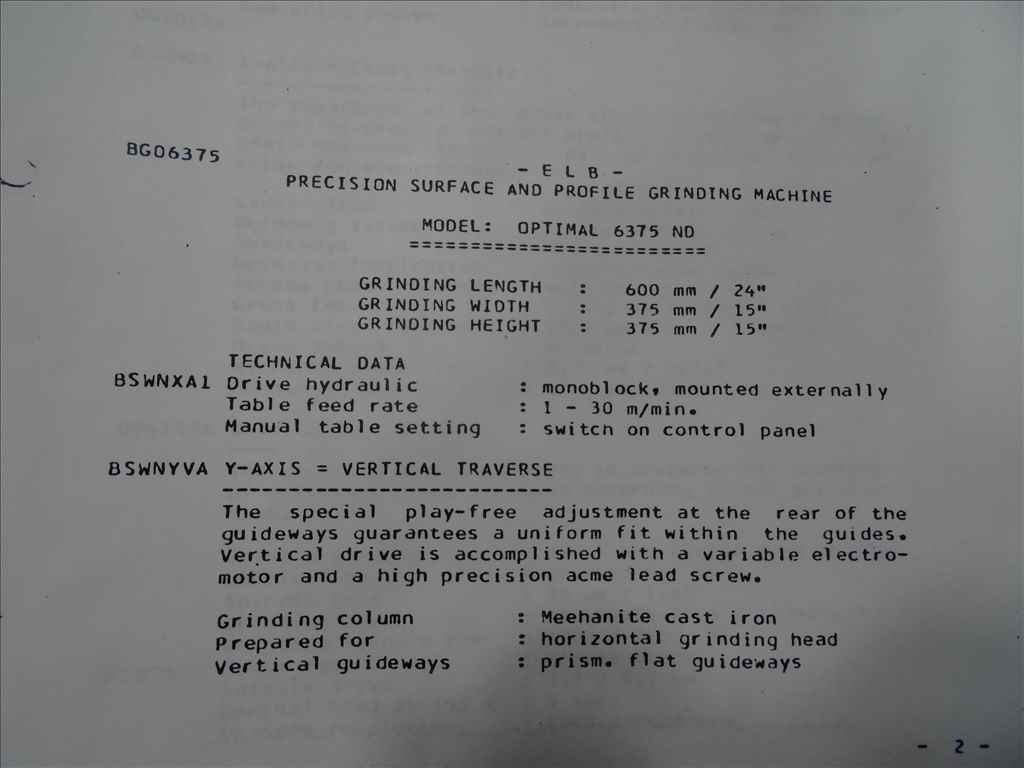 BG06375
- E L B -
PRECISION SURFACE AND PROFILE GRINDING MACHINE
MODEL: OPTIMAL 6375 ND
=========================
GRINDING LENGTH : 600 mm / 24"
GRINDING WIDTH : 375 mm / 15"
GRINDING HEIGHT : 375 mm / 15"
TECHNICAL DATA
BSWNXA1 Drive hydraulic : monoblock, mounted externally
Table feed rate : 1 - 30 m/min.
Manual table setting : switch on control panel
BSWNYVA Y-AXIS = VERTICAL TRAVERSE
----------------------------
The special play-free adjustment at the rear of the
guideways guarantees a uniform fit within the guides.
Vertical drive is accomplished with a variable electro-
motor and a high precision acme lead screw.
Grinding column : Meehanite cast iron
Prepared for : horizontal grinding head
Vertical guideways : prism. flat guideways
- 2 -